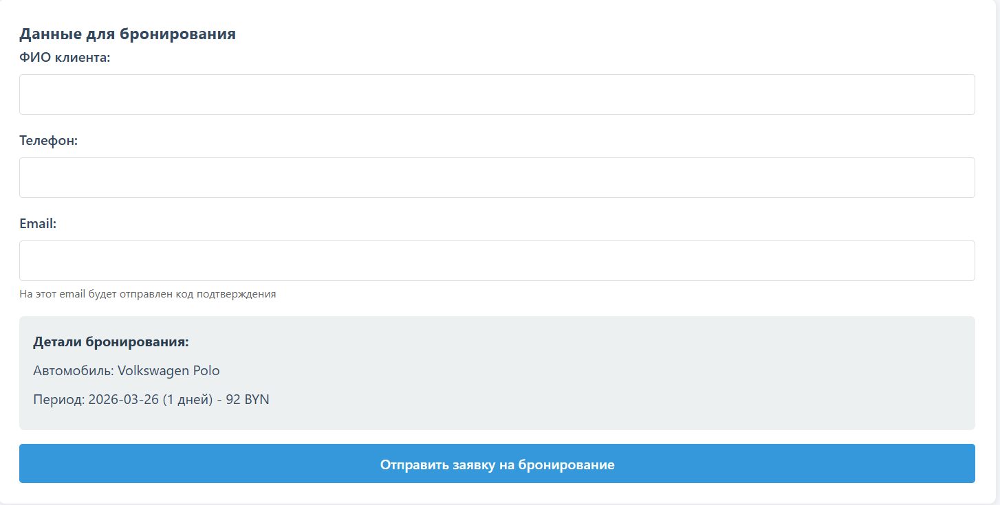 Данные для бронирования
ФИО клиента:
Телефон:
Email:
На этот email будет отправлен код подтверждения
Детали бронирования:
Автомобиль: Volkswagen Polo
Период: 2026-03-26 (1 дней) - 92 BYN
Отправить заявку на бронирование